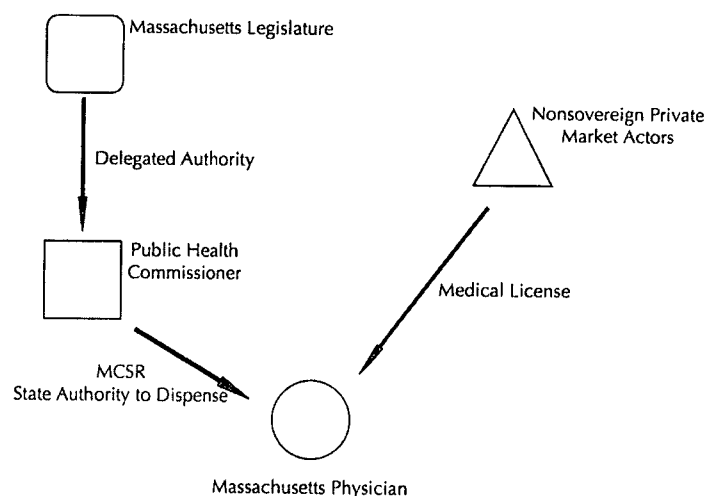 Massachusetts Legislature
Nonsovereign Private
Market Actors
Delegated Authority
Public Health
Commissioner
Medical License
MCSR
State Authority to Dispense
Massachusetts Physician